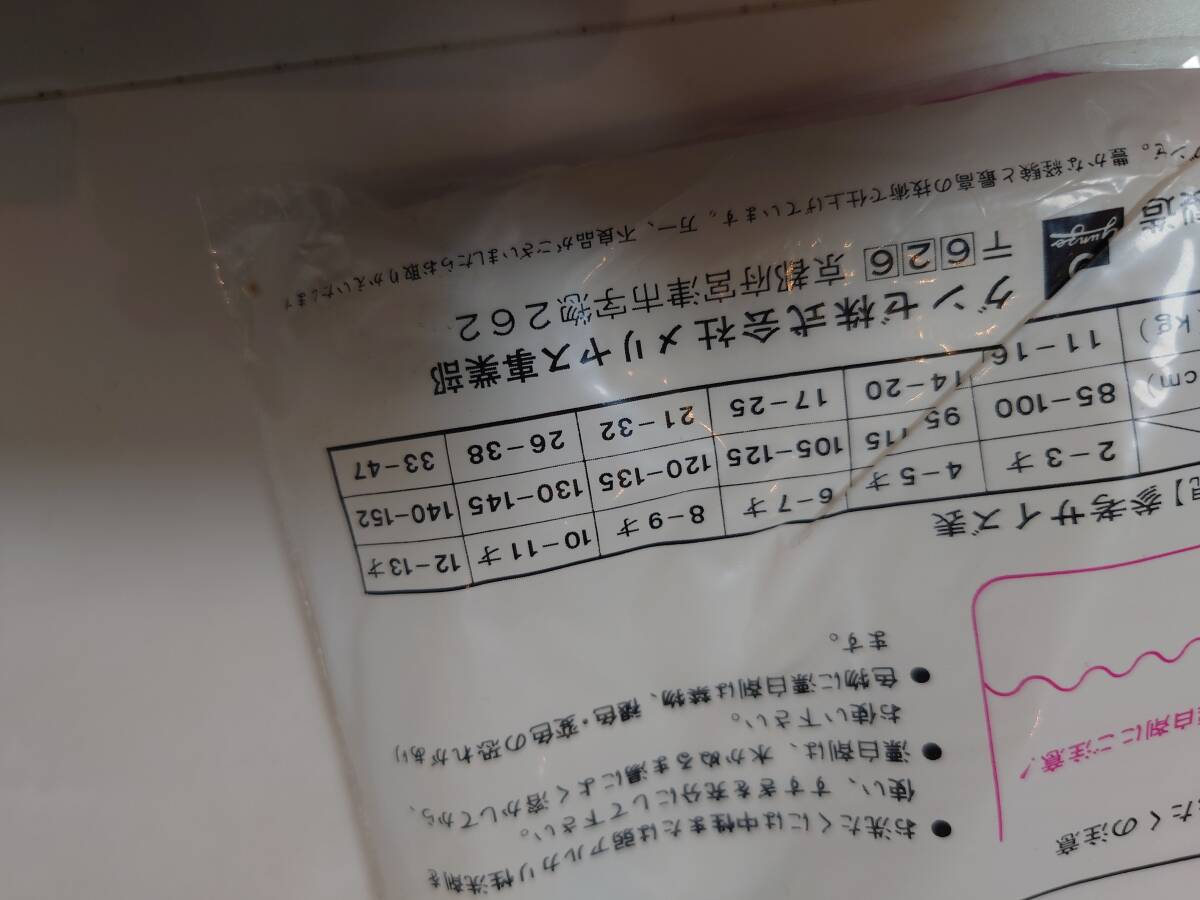 たくの注意
白剤にご注意！
● お洗たくには中性または弱アルカリ性洗剤を
使い、すすぎを充分にして下さい。
● 漂白剤は、水かぬるま湯によく溶かしてから、
お使い下さい。
● 色物に漂白剤は禁物、褪色・変色の恐れがあり
ます。
】参考サイズ表
2-3才 4-5才 6-7才 8-9才 10-11才 12-13才
cm) 85-100 95 115 105-125 120-135 130-145 140-152
kg) 11-16 14-20 17-25 21-32 26-38 33-47
グンゼ株式会社メリヤス事業部
gunze 〒626 京都府宮津市字惣262
豊かな経験と最高の技術で仕上げています。万一、不良品がございましたらお取りかえいたします